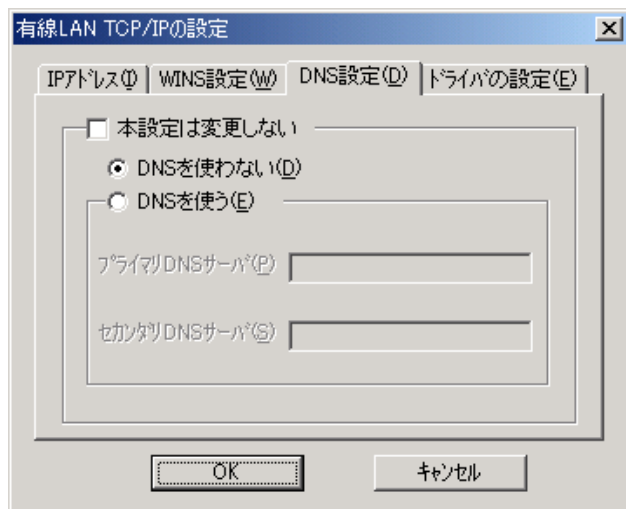 有線LAN TCP/IPの設定
IPｱﾄﾞﾚｽ(I) WINS設定(W) DNS設定(D) ﾄﾞﾗｲﾊﾞの設定(E)
本設定は変更しない
DNSを使わない(D)
DNSを使う(E)
ﾌﾟﾗｲﾏﾘDNSｻｰﾊﾞ(P)
ｾｶﾝﾀﾞﾘDNSｻｰﾊﾞ(S)
OK ｷｬﾝｾﾙ